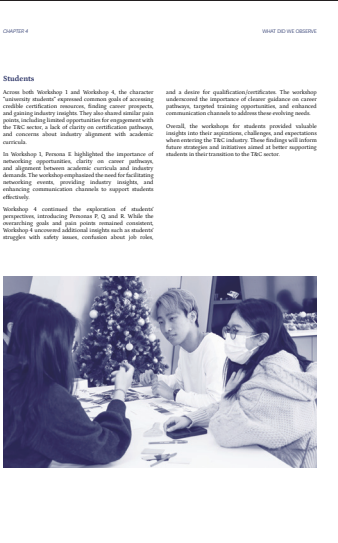 CHAPTER 4
WHAT DID WE OBSERVE
Students
Across both Workshop 1 and Workshop 4, the character
"university students" expressed common goals of accessing
credible certification resources, finding career prospects,
and gaining industry insights. They also shared similar pain
points, including limited opportunities for engagement with
the T&C sector, a lack of clarity on certification pathways,
and concerns about industry alignment with academic
curricula.
In Workshop 1, Persona E highlighted the importance of
networking opportunities, clarity on career pathways,
and alignment between academic curricula and industry
demands. The workshop emphasized the need for facilitating
networking events, providing industry insights, and
enhancing communication channels to support students
effectively.
Workshop 4 continued the exploration of students'
perspectives, introducing Personas P, Q, and R. While the
overarching goals and pain points remained consistent,
Workshop 4 uncovered additional insights such as students'
struggles with safety issues, confusion about job roles,
and a desire for qualification/certificates. The workshop
underscored the importance of clearer guidance on career
pathways, targeted training opportunities, and enhanced
communication channels to address these evolving needs.
Overall, the workshops for students provided valuable
insights into their aspirations, challenges, and expectations
when entering the T&C industry. These findings will inform
future strategies and initiatives aimed at better supporting
students in their transition to the T&C sector.